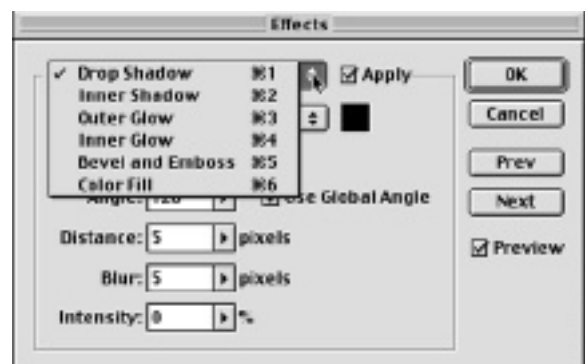 Effects
✓ Drop Shadow ⌘1
Inner Shadow ⌘2
Outer Glow ⌘3
Inner Glow ⌘4
Bevel and Emboss ⌘5
Color Fill ⌘6
Apply
Angle: 120
Use Global Angle
Distance: 5 pixels
Blur: 5 pixels
Intensity: 0 %
OK
Cancel
Prev
Next
Preview